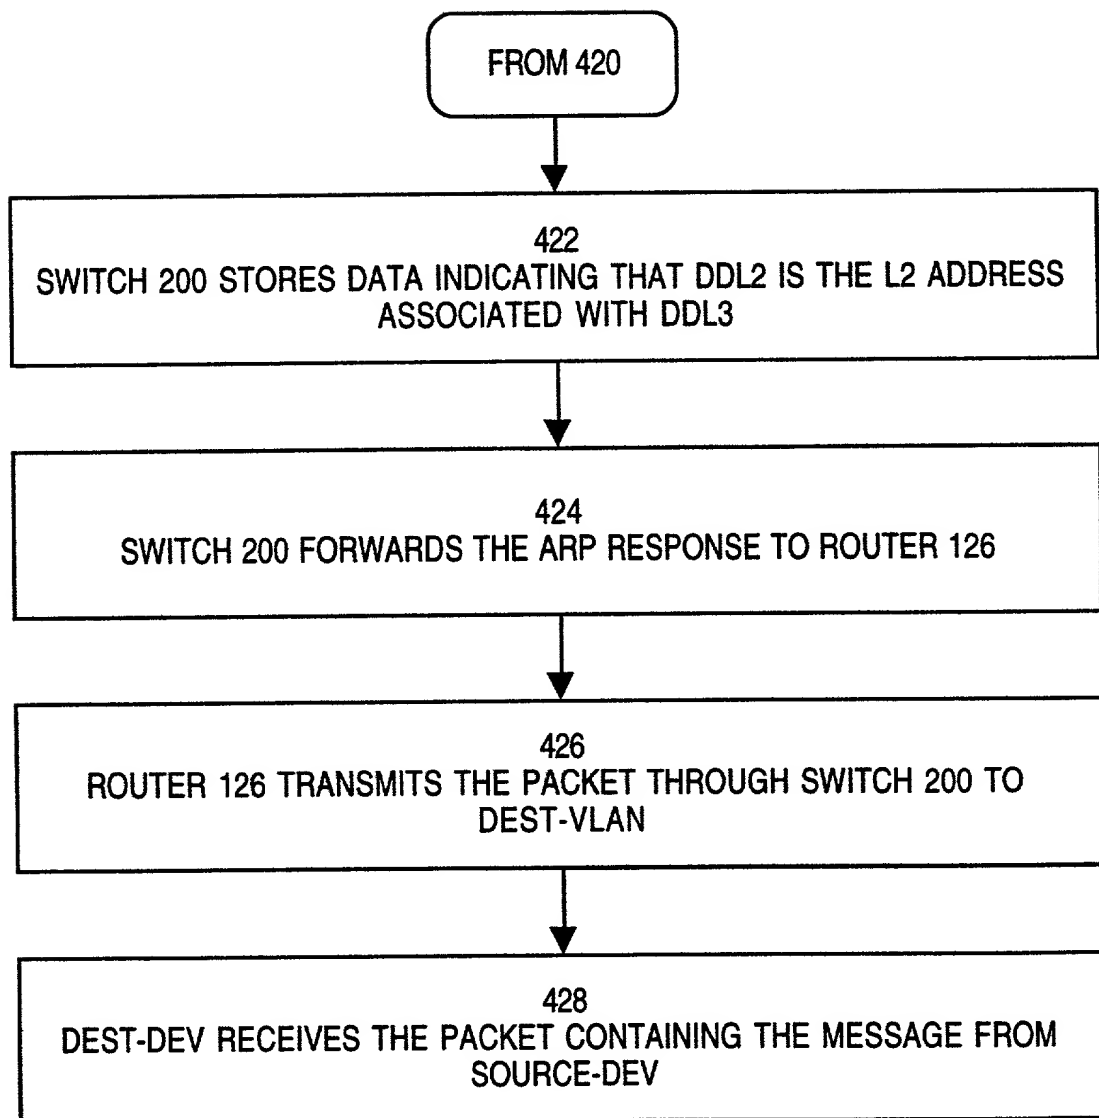 FROM 420
422
SWITCH 200 STORES DATA INDICATING THAT DDL2 IS THE L2 ADDRESS
ASSOCIATED WITH DDL3
424
SWITCH 200 FORWARDS THE ARP RESPONSE TO ROUTER 126
426
ROUTER 126 TRANSMITS THE PACKET THROUGH SWITCH 200 TO
DEST-VLAN
428
DEST-DEV RECEIVES THE PACKET CONTAINING THE MESSAGE FROM
SOURCE-DEV